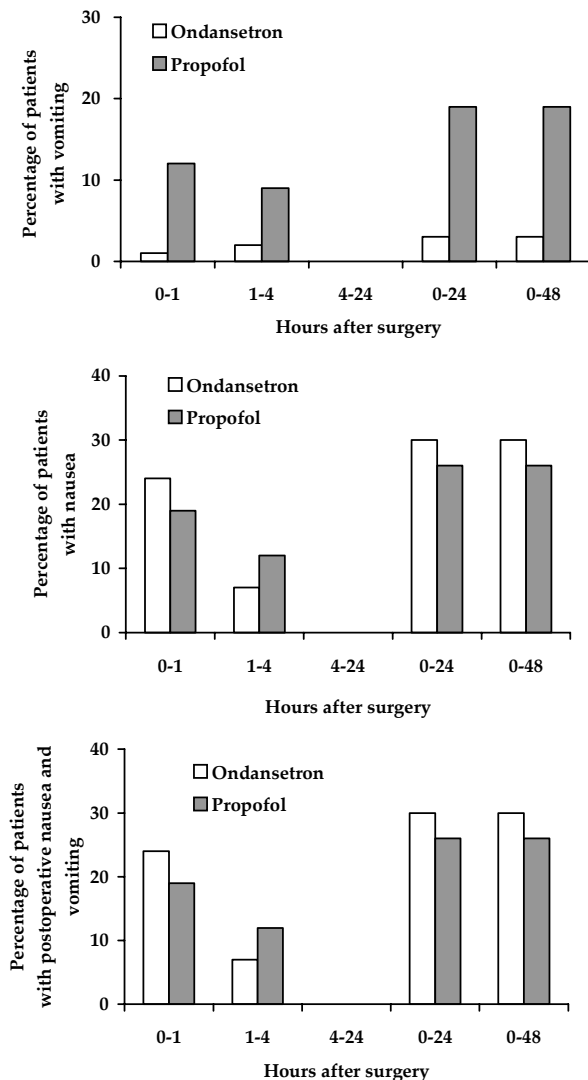 Percentage of patients
with vomiting
30
20
10
0
Ondansetron
Propofol
0-1 1-4 4-24 0-24 0-48
Hours after surgery
Percentage of patients
with nausea
40
30
20
10
0
Ondansetron
Propofol
0-1 1-4 4-24 0-24 0-48
Hours after surgery
Percentage of patients
with postoperative nausea and
vomiting
40
30
20
10
0
Ondansetron
Propofol
0-1 1-4 4-24 0-24 0-48
Hours after surgery